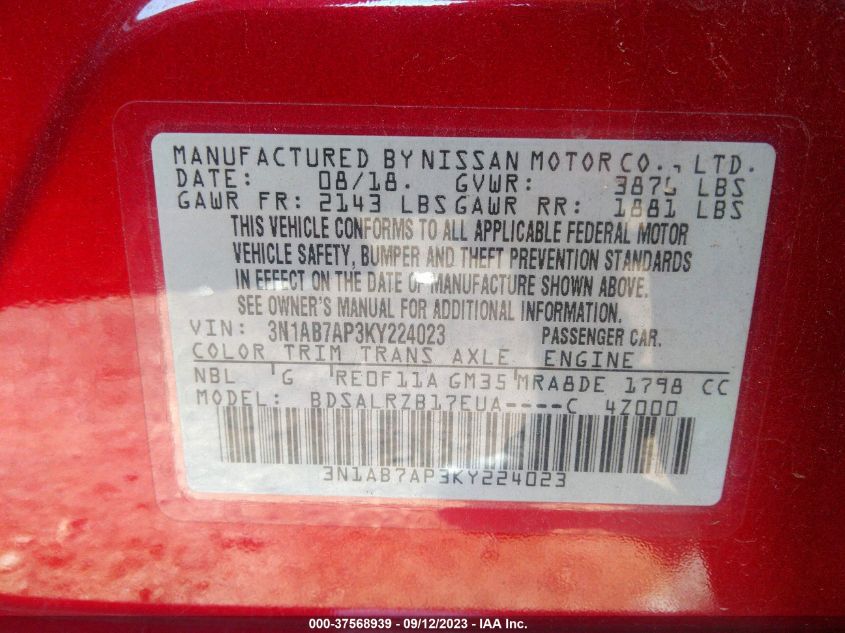 MANUFACTURED BY NISSAN MOTOR CO., LTD.
DATE: 08/18. GVWR: 3876 LBS
GAWR FR: 2143 LBS GAWR RR: 1881 LBS
THIS VEHICLE CONFORMS TO ALL APPLICABLE FEDERAL MOTOR
VEHICLE SAFETY, BUMPER AND THEFT PREVENTION STANDARDS
IN EFFECT ON THE DATE OF MANUFACTURE SHOWN ABOVE.
SEE OWNER'S MANUAL FOR ADDITIONAL INFORMATION.
VIN: 3N1AB7AP3KY224023 PASSENGER CAR.
COLOR TRIM TRANS AXLE ENGINE
NBL G RE0F11A GM35 MRA8DE 1798 CC
MODEL: BDSALRZB17EUA----C 4Z000
3N1AB7AP3KY224023
000-37568939 - 09/12/2023 - IAA Inc.